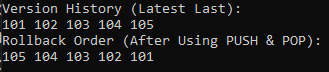 Version History (Latest Last):
101 102 103 104 105
Rollback Order (After Using PUSH & POP):
105 104 103 102 101